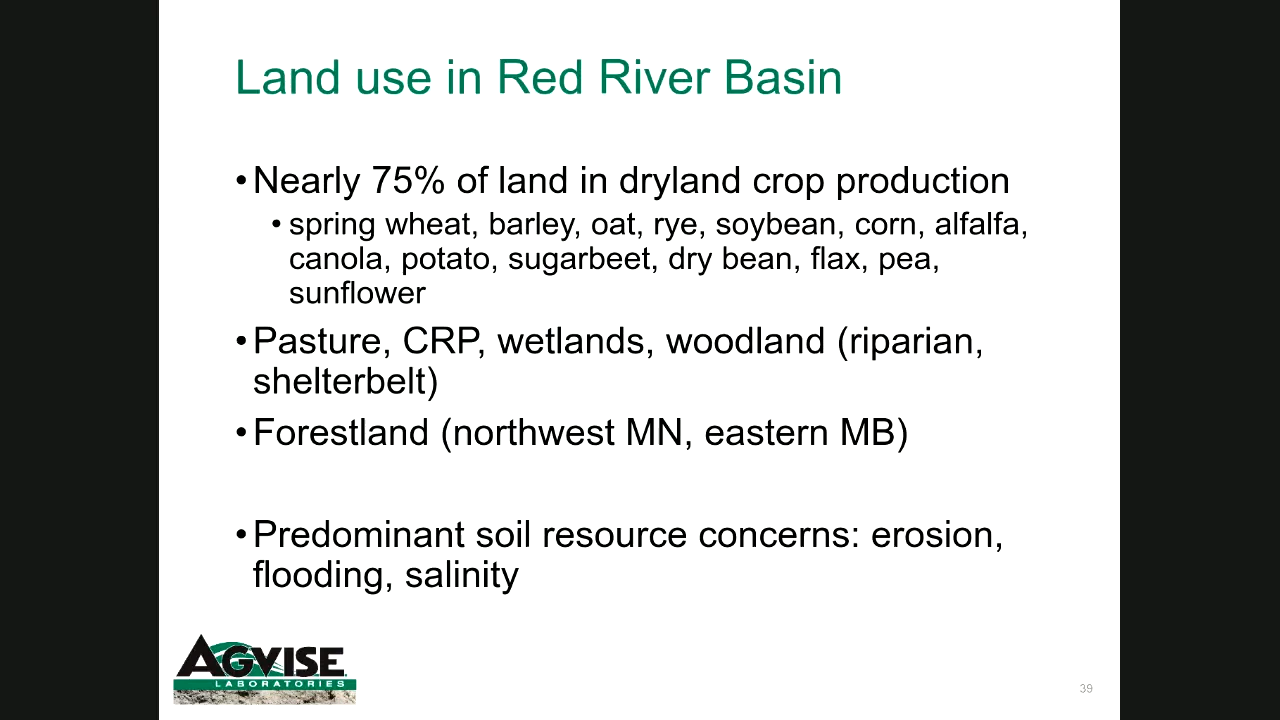 Land use in Red River Basin
•Nearly 75% of land in dryland crop production
•spring wheat, barley, oat, rye, soybean, corn, alfalfa,
canola, potato, sugarbeet, dry bean, flax, pea,
sunflower
•Pasture, CRP, wetlands, woodland (riparian,
shelterbelt)
•Forestland (northwest MN, eastern MB)
•Predominant soil resource concerns: erosion,
flooding, salinity
AGVISE
LABORATORIES
39